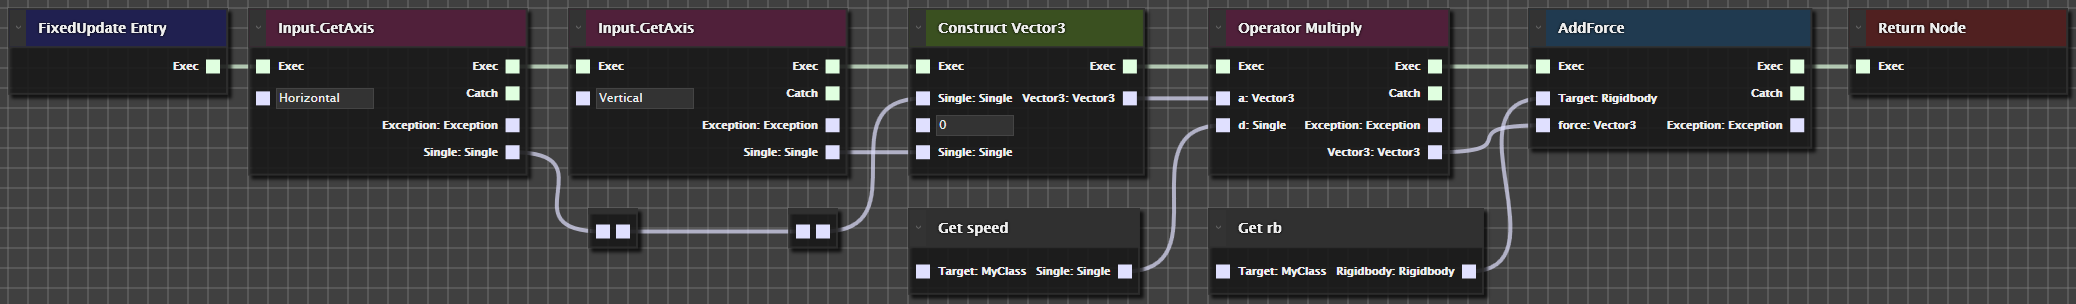 FixedUpdate Entry
Exec
Input.GetAxis
Exec Exec
Horizontal
Catch
Exception: Exception
Single: Single
Input.GetAxis
Exec Exec
Vertical
Catch
Exception: Exception
Single: Single
Construct Vector3
Exec Exec
Single: Single Vector3: Vector3
0
Single: Single
Get speed
Target: MyClass Single: Single
Operator Multiply
Exec Exec
Catch
a: Vector3
d: Single Exception: Exception
Vector3: Vector3
Get rb
Target: MyClass Rigidbody: Rigidbody
AddForce
Exec Exec
Catch
Target: Rigidbody
force: Vector3 Exception: Exception
Return Node
Exec